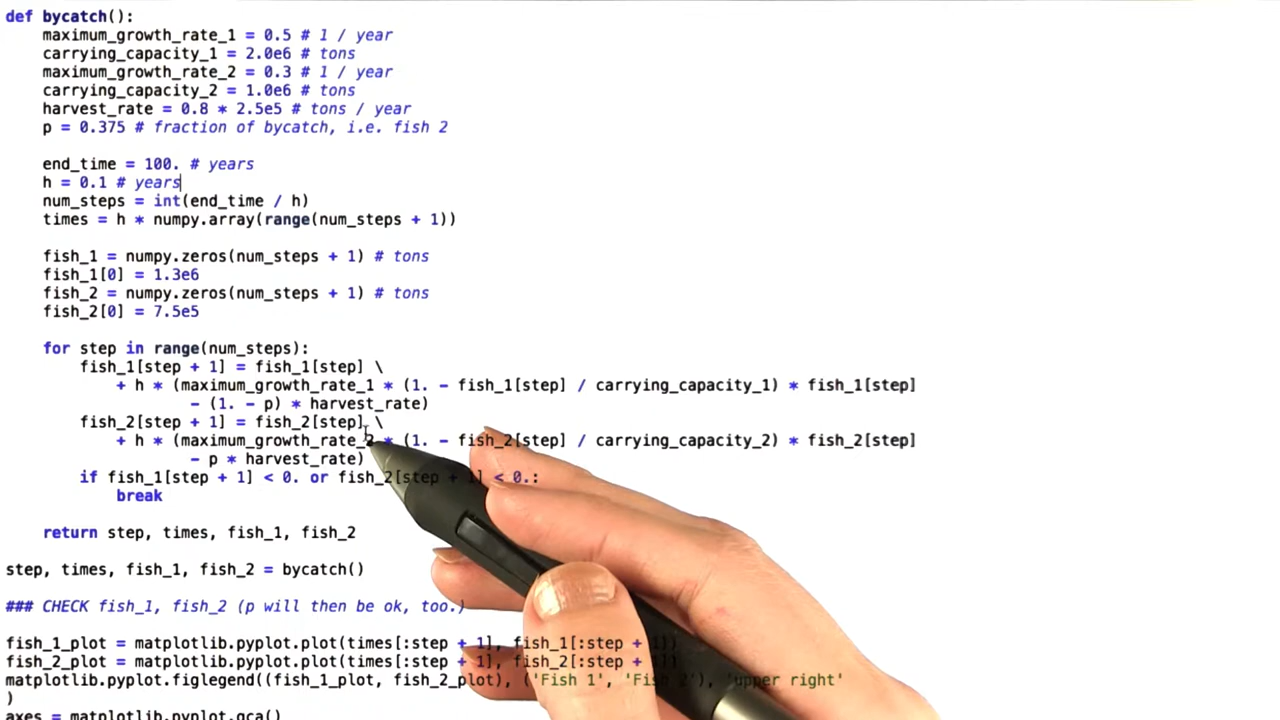 def bycatch():
    maximum_growth_rate_1 = 0.5 # 1 / year
    carrying_capacity_1 = 2.0e6 # tons
    maximum_growth_rate_2 = 0.3 # 1 / year
    carrying_capacity_2 = 1.0e6 # tons
    harvest_rate = 0.8 * 2.5e5 # tons / year
    p = 0.375 # fraction of bycatch, i.e. fish 2
    end_time = 100. # years
    h = 0.1 # years
    num_steps = int(end_time / h)
    times = h * numpy.array(range(num_steps + 1))
    fish_1 = numpy.zeros(num_steps + 1) # tons
    fish_1[0] = 1.3e6
    fish_2 = numpy.zeros(num_steps + 1) # tons
    fish_2[0] = 7.5e5
    for step in range(num_steps):
        fish_1[step + 1] = fish_1[step] \
            + h * (maximum_growth_rate_1 * (1. - fish_1[step] / carrying_capacity_1) * fish_1[step]
                    - (1. - p) * harvest_rate)
        fish_2[step + 1] = fish_2[step] \
            + h * (maximum_growth_rate_2 * (1. - fish_2[step] / carrying_capacity_2) * fish_2[step]
                    - p * harvest_rate)
        if fish_1[step + 1] < 0. or fish_2[step + 1] < 0.:
            break
    return step, times, fish_1, fish_2
step, times, fish_1, fish_2 = bycatch()
### CHECK fish_1, fish_2 (p will then be ok, too.)
fish_1_plot = matplotlib.pyplot.plot(times[:step + 1], fish_1[:step + 1])
fish_2_plot = matplotlib.pyplot.plot(times[:step + 1], fish_2[:step + 1])
matplotlib.pyplot.figlegend((fish_1_plot, fish_2_plot), ('Fish 1', 'Fish 2'), 'upper right'
)
axes = matplotlib.pyplot.gca()